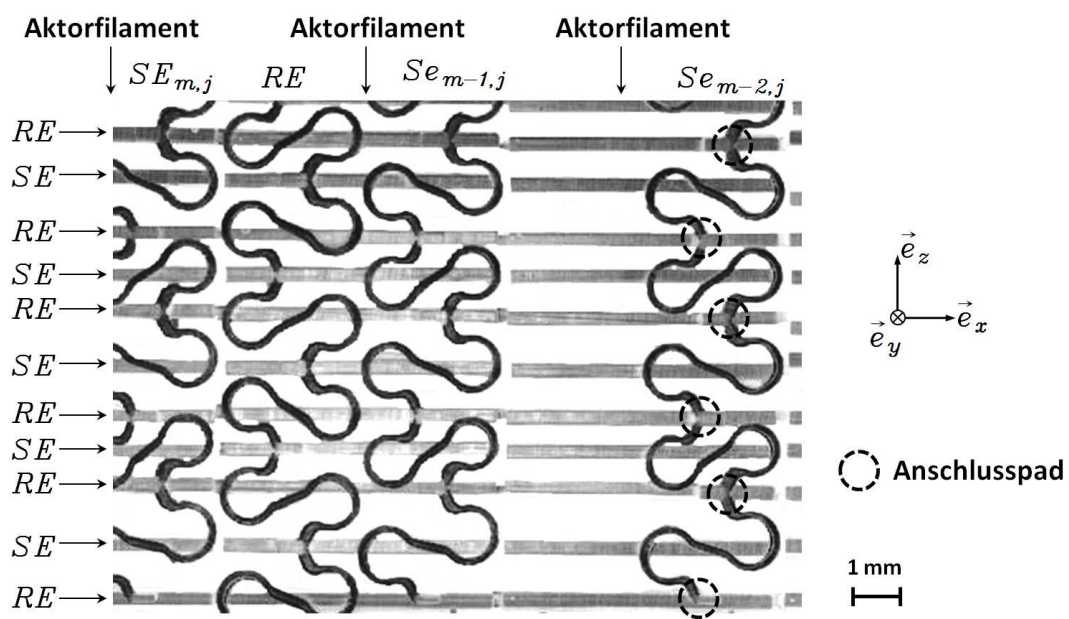 Aktorfilament Aktorfilament Aktorfilament
SE_{m,j} RE Se_{m-1,j} Se_{m-2,j}
RE
SE
RE
SE
RE
SE
RE
SE
RE
SE
RE
e_z
e_x
e_y
Anschlusspad
1 mm